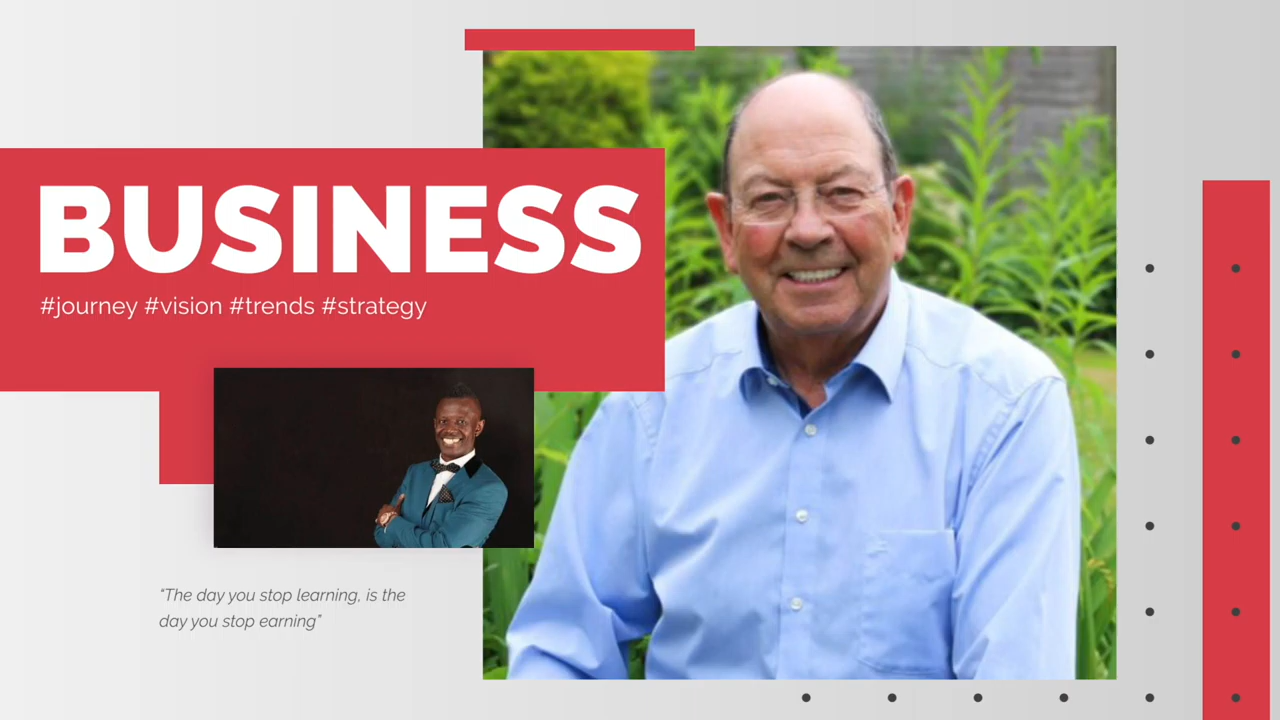 BUSINESS
#journey #vision #trends #strategy
“The day you stop learning, is the
day you stop earning”